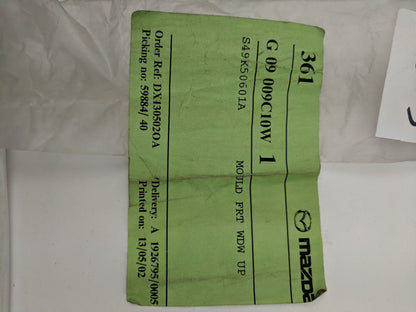 361 mazda
G 09 009C10W 1
S49K50601A MOULD FRT WDW UP
Order Ref: DX130502OA Delivery: A 1926795/0005
Picking no: 59884/ 40 Printed on: 13/05/02